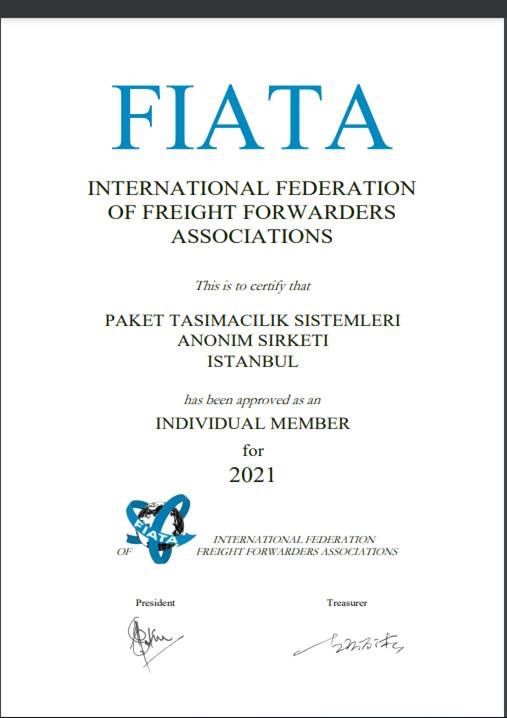 FIATA
INTERNATIONAL FEDERATION
OF FREIGHT FORWARDERS
ASSOCIATIONS
This is to certify that
PAKET TASIMACILIK SISTEMLERI
ANONIM SIRKETI
ISTANBUL
has been approved as an
INDIVIDUAL MEMBER
for
2021
FIATA
INTERNATIONAL FEDERATION
OF FREIGHT FORWARDERS ASSOCIATIONS
President Treasurer